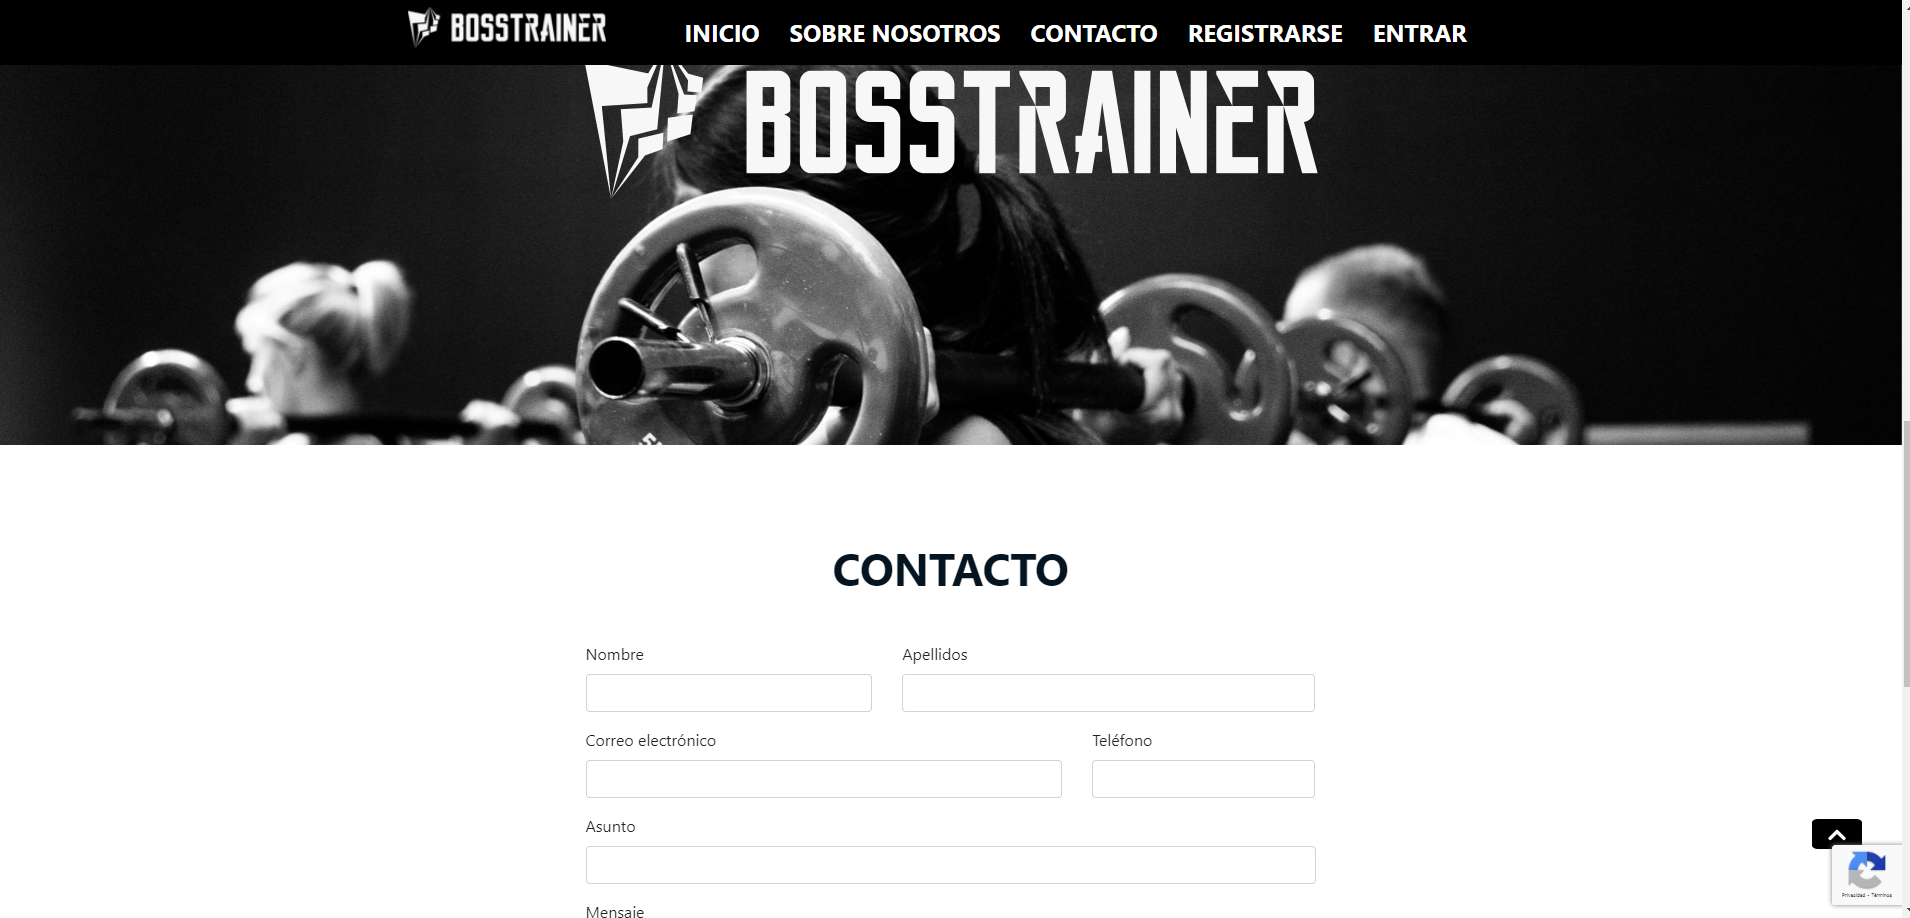 BOSSTRAINER INICIO SOBRE NOSOTROS CONTACTO REGISTRARSE ENTRAR
BOSSTRAINER
CONTACTO
Nombre Apellidos
Correo electrónico Teléfono
Asunto
Mensaje
Privacidad - Términos